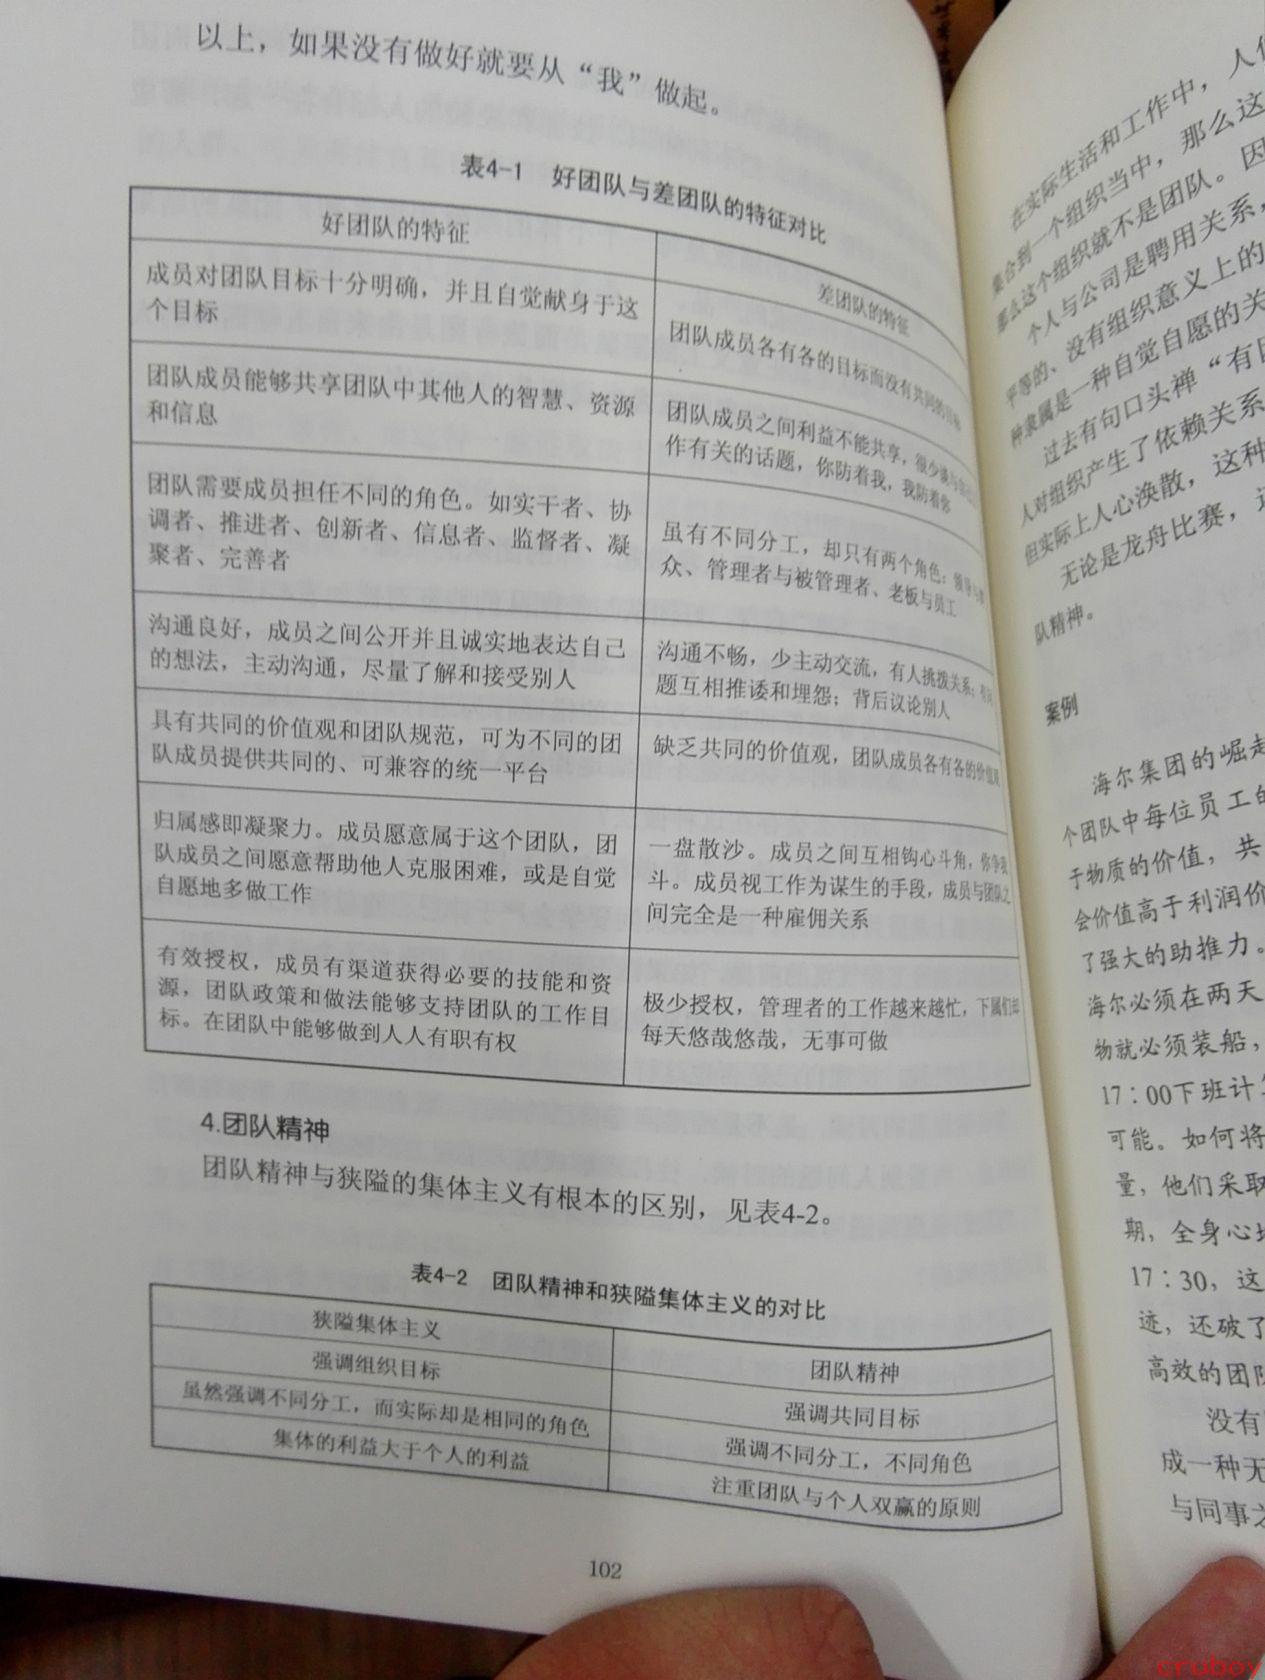 以上，如果没有做好就要从“我”做起。
表4-1 好团队与差团队的特征对比
好团队的特征
差团队的特征
成员对团队目标十分明确，并且自觉献身于这
个目标
团队成员各有各的目标而没有共同的目标
团队成员能够共享团队中其他人的智慧、资源
和信息
团队成员之间利益不能共享，很少谈与
作有关的话题，你防着我，我防着你
团队需要成员担任不同的角色。如实干者、协
调者、推进者、创新者、信息者、监督者、凝
聚者、完善者
虽有不同分工，却只有两个角色：领导与群
众、管理者与被管理者、老板与员工
沟通良好，成员之间公开并且诚实地表达自己
的想法，主动沟通，尽量了解和接受别人
沟通不畅，少主动交流，有人挑拨关系；有问
题互相推诿和埋怨；背后议论别人
具有共同的价值观和团队规范，可为不同的团
队成员提供共同的、可兼容的统一平台
缺乏共同的价值观，团队成员各有各的价值观
归属感即凝聚力。成员愿意属于这个团队，团
队成员之间愿意帮助他人克服困难，或是自觉
自愿地多做工作
一盘散沙。成员之间互相钩心斗角，你争我
斗。成员视工作为谋生的手段，成员与团队之
间完全是一种雇佣关系
有效授权，成员有渠道获得必要的技能和资
源，团队政策和做法能够支持团队的工作目
标。在团队中能够做到人人有职有权
极少授权，管理者的工作越来越忙，下属们却
每天悠哉悠哉，无事可做
4.团队精神
团队精神与狭隘的集体主义有根本的区别，见表4-2。
表4-2 团队精神和狭隘集体主义的对比
狭隘集体主义
团队精神
强调组织目标
强调共同目标
虽然强调不同分工，而实际却是相同的角色
强调不同分工，不同角色
集体的利益大于个人的利益
注重团队与个人双赢的原则
102
在实际生活和工作中，人
集合到一个组织当中，那么这
那么这个组织就不是团队。因
个人与公司是聘用关系，
平等的、没有组织意义上的
种隶属是一种自觉自愿的关
过去有句口头禅“有
人对组织产生了依赖关系
但实际上人心涣散，这种
无论是龙舟比赛，
队精神。
案例
海尔集团的崛起
个团队中每位员工的
于物质的价值，共
会价值高于利润价
了强大的助推力。
海尔必须在两天
物就必须装船，
17：00下班计
可能。如何将
量，他们采取
期，全身心
17：30，这
迹，还破了
高效的团队
没有
成一种无
与同事之
cruboy